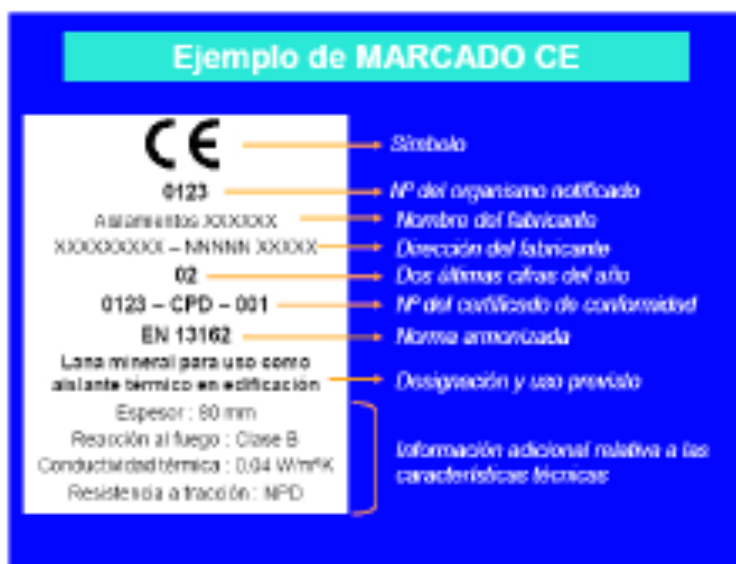 Ejemplo de MARCADO CE
CE
Símbolo
0123
Nº del organismo notificado
Aislamientos XXXXXXX
Nombre del fabricante
XXXXXXXXXX – NNNNN XXXXX
Dirección del fabricante
02
Dos últimas cifras del año
0123 – CPD – 001
Nº del certificado de conformidad
EN 13162
Norma armonizada
Lana mineral para uso como
aislante térmico en edificación
Designación y uso previsto
Espesor : 80 mm
Reacción al fuego : Clase B
Conductividad térmica : 0.04 W/mºK
Resistencia a tracción : NPD
Información adicional relativa a las
características técnicas